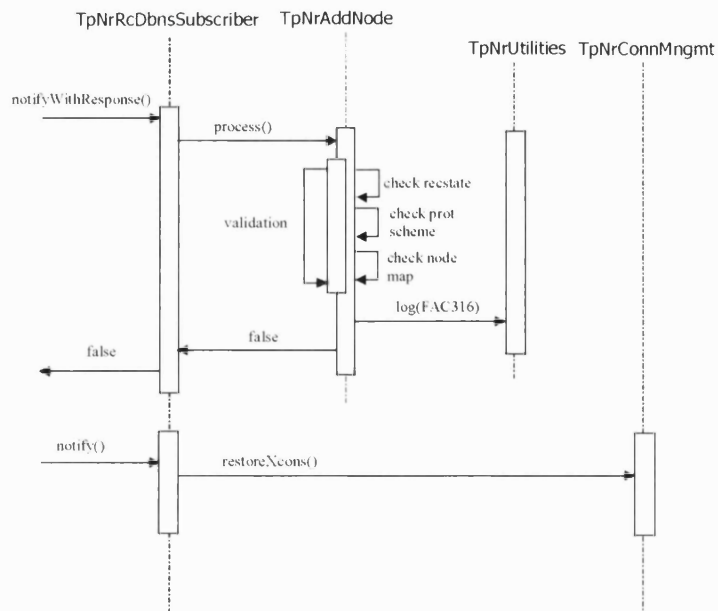 TpNrRcDbnsSubscriber
TpNrAddNode
TpNrUtilities
TpNrConnMngmt
notifyWithResponse()
process()
check recstate
validation
check prot
scheme
check node
map
log(FAC316)
false
false
notify()
restoreXcons()